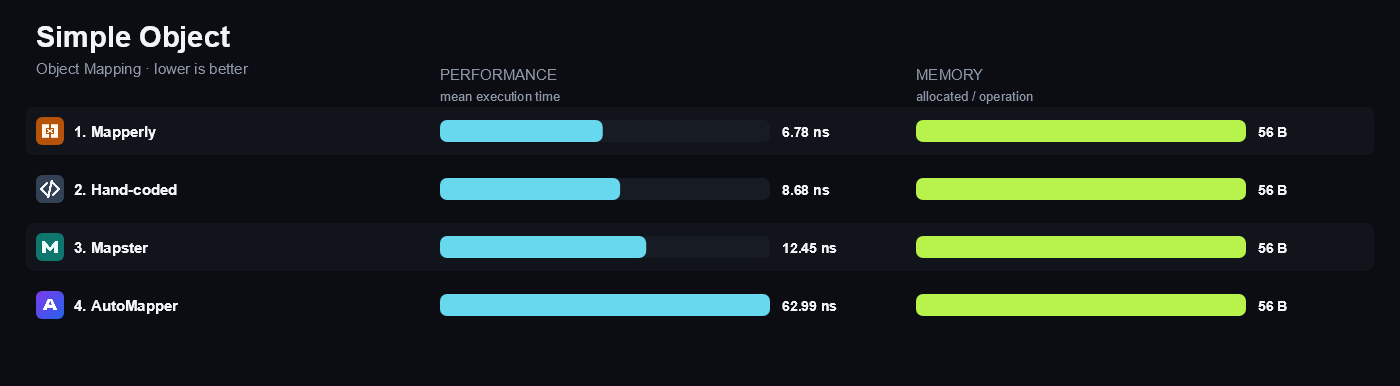 Simple Object
Object Mapping · lower is better
PERFORMANCE
mean execution time
MEMORY
allocated / operation
1. Mapperly 6.78 ns 56 B
2. Hand-coded 8.68 ns 56 B
3. Mapster 12.45 ns 56 B
4. AutoMapper 62.99 ns 56 B